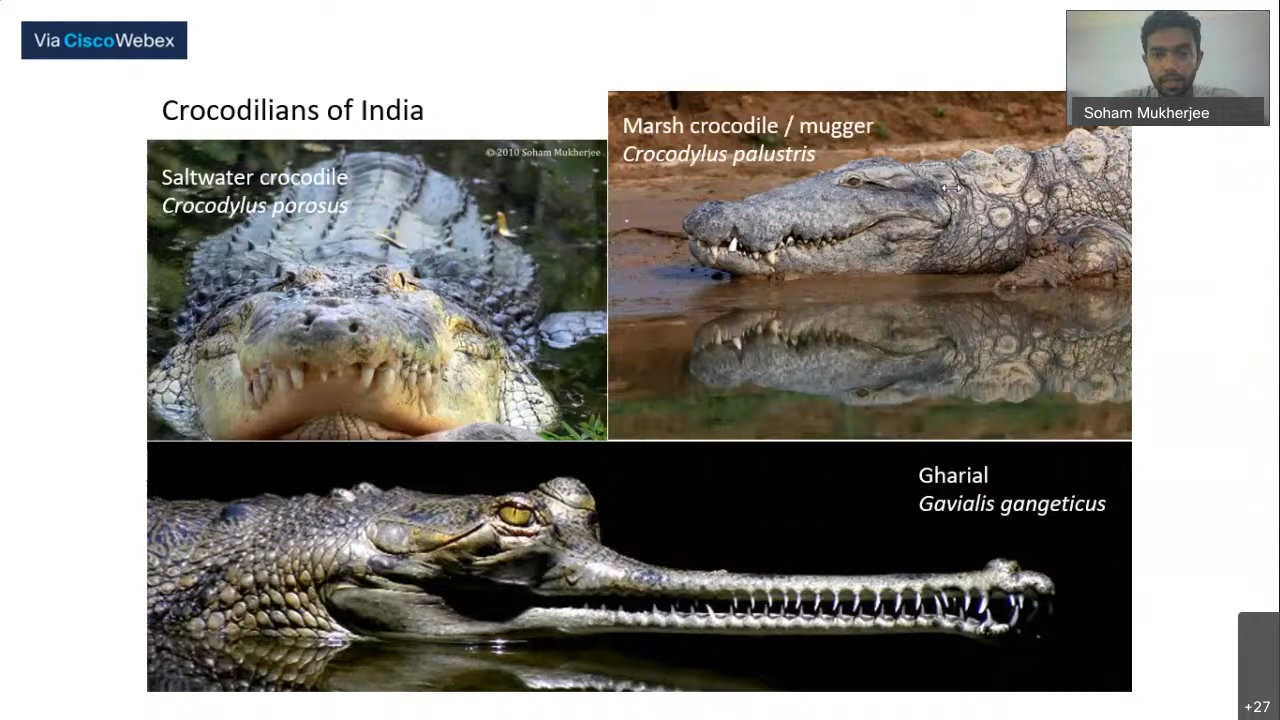 Via CiscoWebex
Soham Mukherjee
Crocodilians of India
© 2010 Soham Mukherjee
Saltwater crocodile
Crocodylus porosus
Marsh crocodile / mugger
Crocodylus palustris
Gharial
Gavialis gangeticus
+27